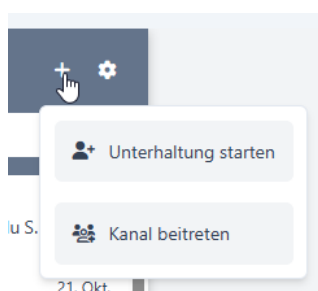 Unterhaltung starten
Kanal beitreten
S.
21. Okt.